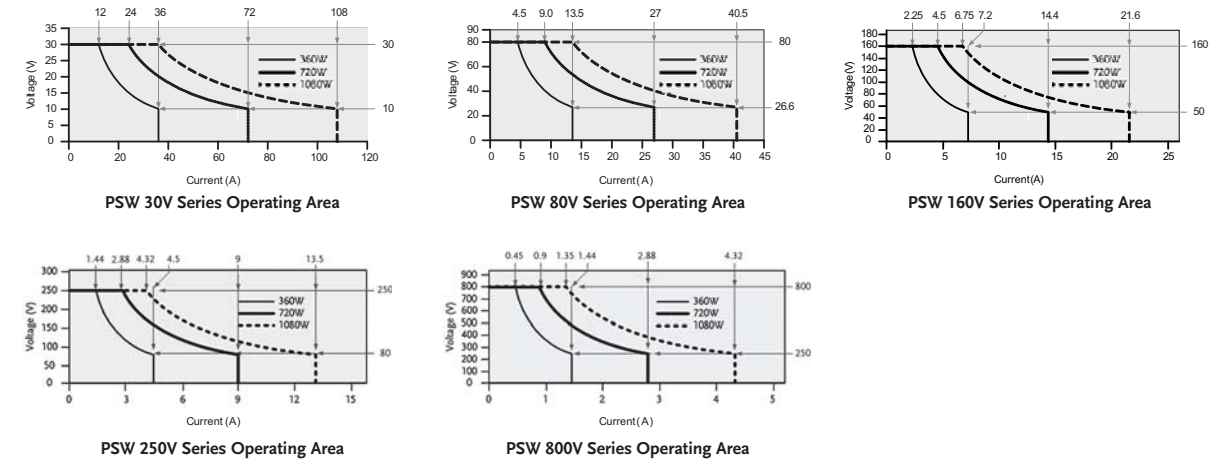 12 24 36 72 108
35
30
25
20
15
10
5
0
Voltage (V)
360W
720W
1080W
30
10
0 20 40 60 80 100 120
Current (A)
PSW 30V Series Operating Area
4.5 9.0 13.5 27 40.5
90
80
60
40
20
0
Voltage (V)
360W
720W
1080W
80
26.6
0 5 10 15 20 25 30 35 40 45
Current (A)
PSW 80V Series Operating Area
2.25 4.5 6.75 7.2 14.4 21.6
180
160
140
120
100
80
60
40
20
0
Voltage (V)
360W
720W
1080W
160
50
0 5 10 15 20 25
Current(A)
PSW 160V Series Operating Area
1.44 2.88 4.32 4.5 9 13.5
300
250
200
150
100
50
0
Voltage (V)
360W
720W
1080W
250
80
0 3 6 9 12 15
Current (A)
PSW 250V Series Operating Area
0.45 0.9 1.35 1.44 2.88 4.32
900
800
700
600
500
400
300
200
100
0
Voltage (V)
360W
720W
1080W
800
250
0 1 2 3 4 5
Current (A)
PSW 800V Series Operating Area